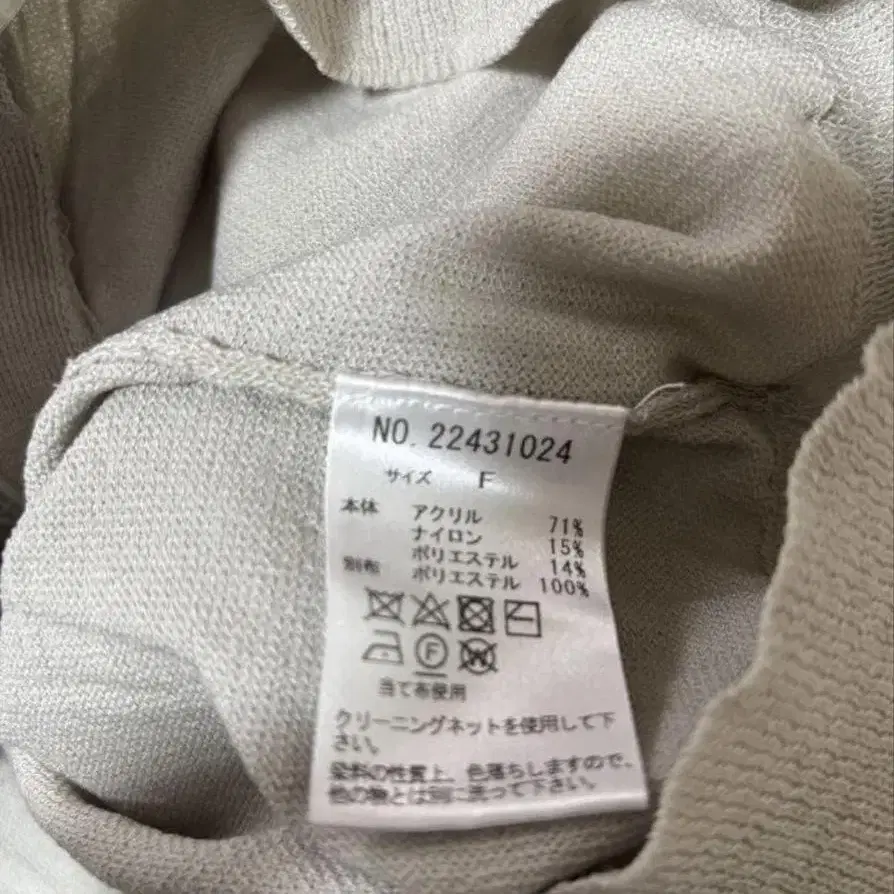 NO. 22431024
サイズ F
本体 アクリル 71%
ナイロン 15%
ポリエステル 14%
別布 ポリエステル 100%
F W
当て布使用
クリーニングネットを使用して下
さい。
染料の性質上、色落ちしますので、
他の物とは別に洗って下さい。